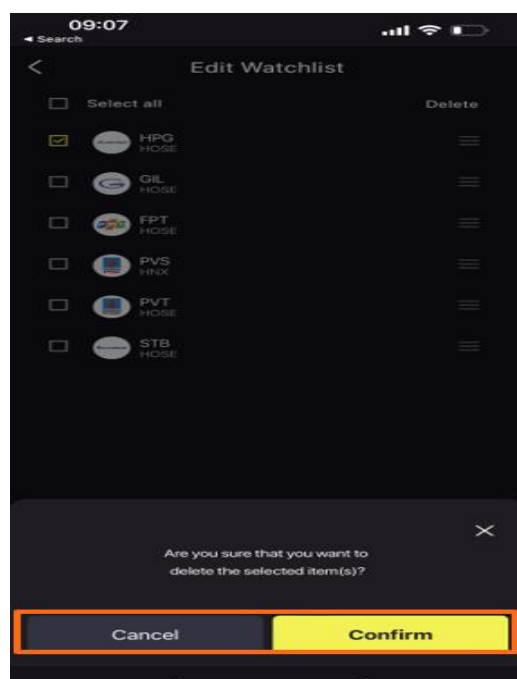 09:07
◄ Search
Edit Watchlist
Select all
Delete
HPG
HOSE
GIL
HOSE
FPT
HOSE
PVS
HNX
PVT
HOSE
STB
HOSE
Are you sure that you want to
delete the selected item(s)?
Cancel
Confirm